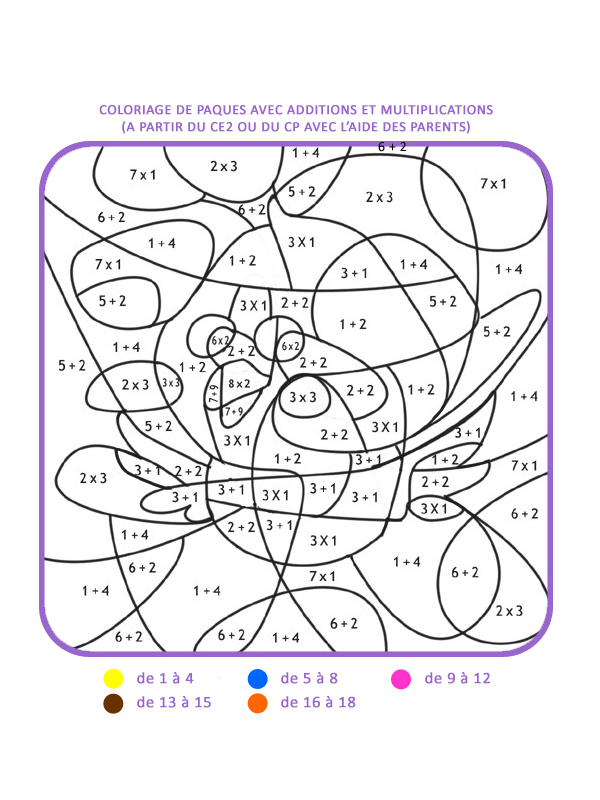 COLORIAGE DE PAQUES AVEC ADDITIONS ET MULTIPLICATIONS
(A PARTIR DU CE2 OU DU CP AVEC L'AIDE DES PARENTS)
6 + 2
1 + 4
2 x 3
7 x 1
7 x 1
5 + 2
2 x 3
6 + 2
6 + 2
1 + 4
3 X 1
1 + 2
7 x 1
3 + 1
1 + 4
1 + 4
5 + 2
3 X 1
2 + 2
5 + 2
1 + 2
5 + 2
1 + 4
6 x 2
6 x 2
2 + 2
5 + 2
1 + 2
2 + 2
2 x 3
3 x 3
8 x 2
7 + 9
3 x 3
2 + 2
1 + 2
1 + 4
7 + 9
5 + 2
3 X 1
2 + 2
3 X 1
3 + 1
1 + 2
3 + 1
1 + 2
7 x 1
2 x 3
3 + 1
2 + 2
2 + 2
3 + 1
3 + 1
3 X 1
3 + 1
3 + 1
3 X 1
6 + 2
1 + 4
2 + 2
3 + 1
3 X 1
6 + 2
7 x 1
1 + 4
6 + 2
1 + 4
1 + 4
2 x 3
6 + 2
6 + 2
1 + 4
6 + 2
de 1 à 4
de 5 à 8
de 9 à 12
de 13 à 15
de 16 à 18